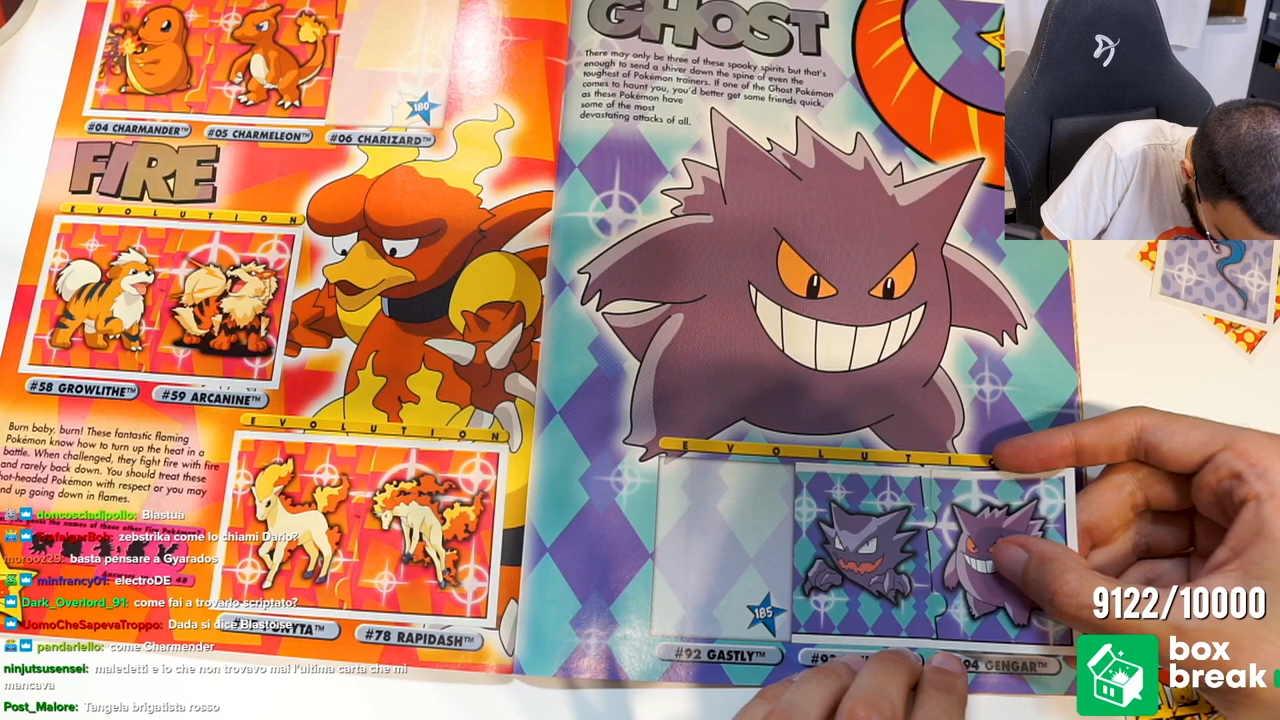 GHOST
There may only be three of these spooky spirits but that's
enough to send a shiver down the spine of even the
toughest of Pokémon trainers. If one of the Ghost Pokémon
comes to haunt you, you'd better get some friends quick,
as these Pokémon have
some of the most
devastating attacks of all.
180
#04 CHARMANDER™
#05 CHARMELEON™
#06 CHARIZARD™
FIRE
EVOLUTION
#58 GROWLITHE™
#59 ARCANINE™
Burn baby, burn! These fantastic flaming
Pokémon know how to turn up the heat in a
battle. When challenged, they fight fire with fire
and rarely back down. You should treat these
hot-headed Pokémon with respect or you may
end up going down in flames.
EVOLUTION
#78 RAPIDASH™
EVOLUTI
185
#92 GASTLY™
94 GENGAR™
doncosciadipollo: Blastua
zebstrika come lo chiami Dario?
morooz29: basta pensare a Gyarados
minfrancy01: electroDE
Dark_Overlord_91: come fai a trovarlo scriptato?
UomoCheSapevaTroppo: Dada si dice Blastoise
pandariello: come Charmender
ninjutsusensei: maledetti e io che non trovavo mai l'ultima carta che mi
mancava
Post_Malore: Tangela brigatista rosso
9122/10000
box
break